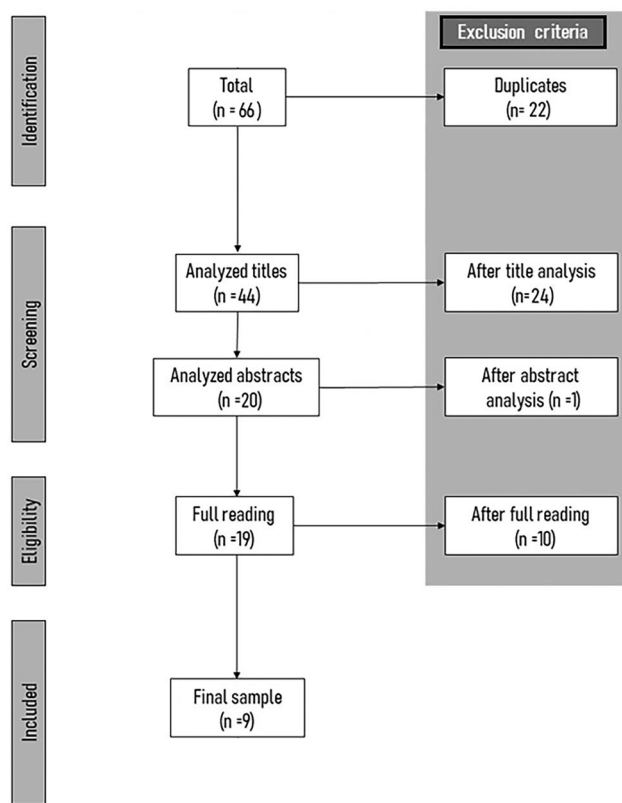 Exclusion criteria
Identification
Total
(n = 66)
Duplicates
(n= 22)
Screening
Analyzed titles
(n =44)
After title analysis
(n=24)
Analyzed abstracts
(n =20)
After abstract
analysis (n =1)
Eligibility
Full reading
(n =19)
After full reading
(n =10)
Included
Final sample
(n =9)